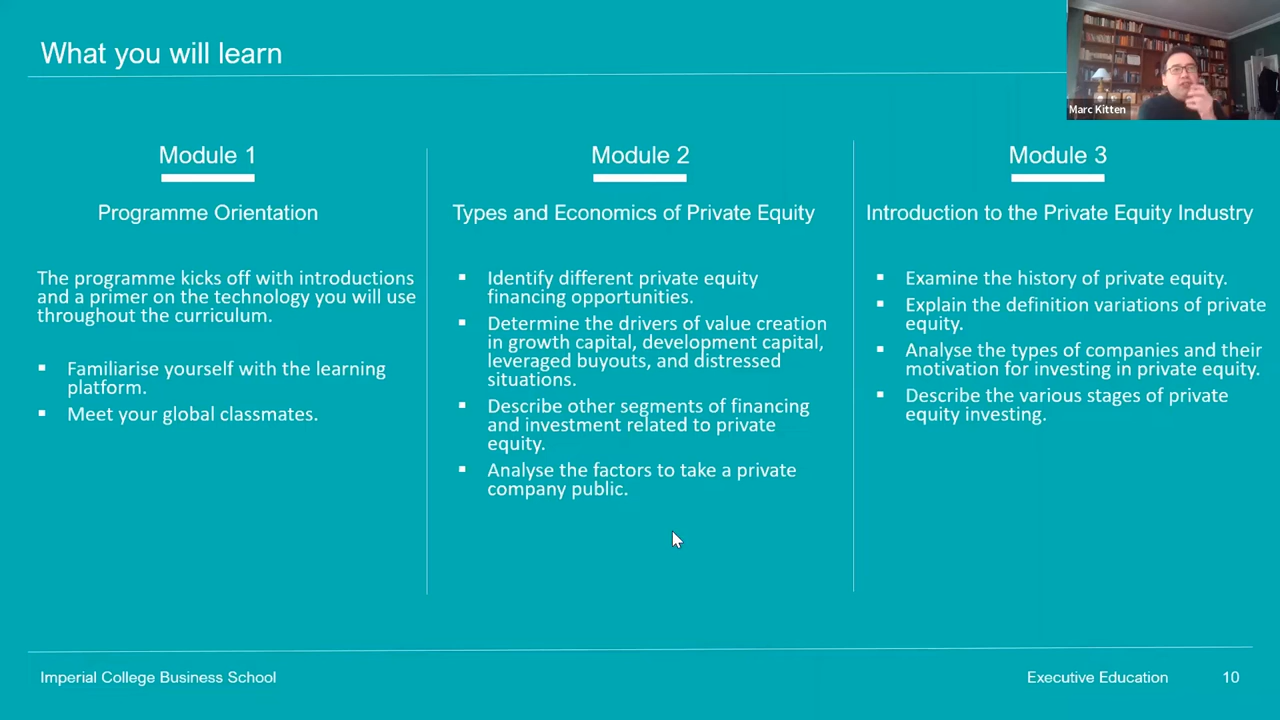 What you will learn
Marc Kitten
Module 1
Programme Orientation
The programme kicks off with introductions
and a primer on the technology you will use
throughout the curriculum.
▪ Familiarise yourself with the learning
platform.
▪ Meet your global classmates.
Module 2
Types and Economics of Private Equity
▪ Identify different private equity
financing opportunities.
▪ Determine the drivers of value creation
in growth capital, development capital,
leveraged buyouts, and distressed
situations.
▪ Describe other segments of financing
and investment related to private
equity.
▪ Analyse the factors to take a private
company public.
Module 3
Introduction to the Private Equity Industry
▪ Examine the history of private equity.
▪ Explain the definition variations of private
equity.
▪ Analyse the types of companies and their
motivation for investing in private equity.
▪ Describe the various stages of private
equity investing.
Imperial College Business School
Executive Education
10